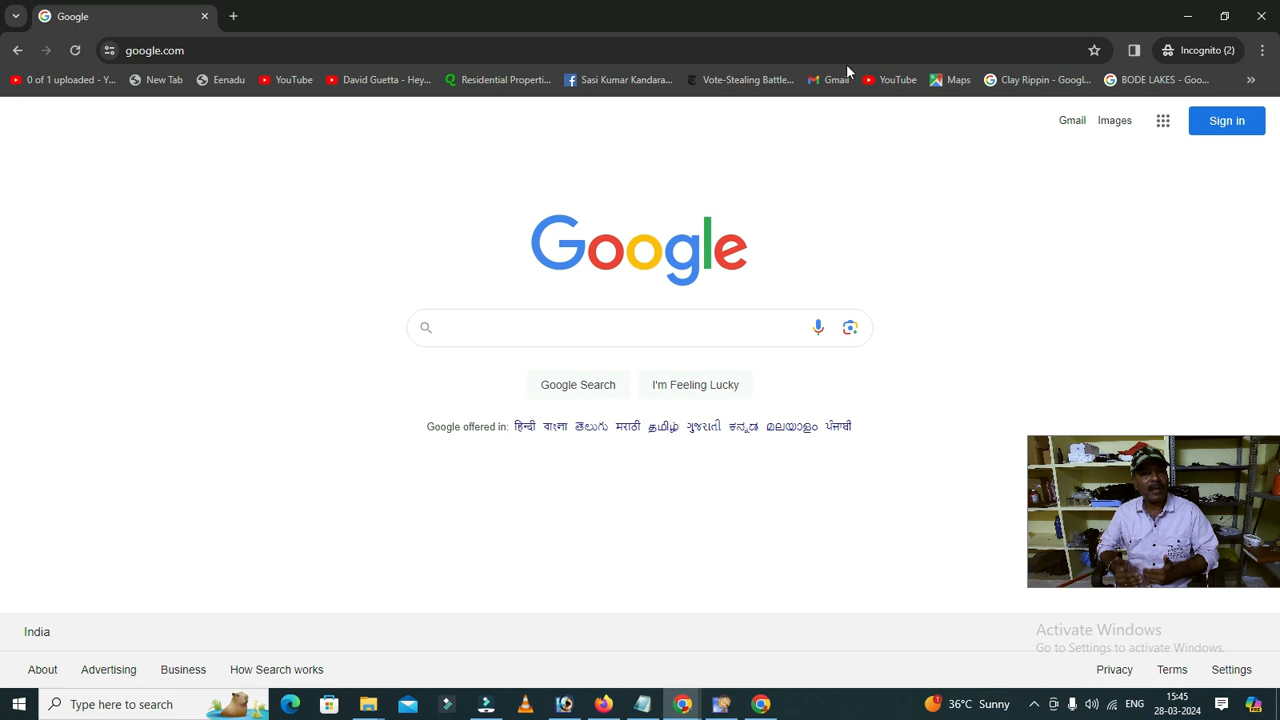 Google
google.com
Incognito (2)
0 of 1 uploaded - Y... New Tab Eenadu YouTube David Guetta - Hey... Residential Properti... Sasi Kumar Kandara... Vote-Stealing Battle... Gmail YouTube Maps Clay Rippin - Googl... BODE LAKES - Goo... »
Gmail Images Sign in
Google
Google Search I'm Feeling Lucky
Google offered in: हिन्दी বাংলা తెలుగు मराठी தமிழ் ગુજરાતી ಕನ್ನಡ മലയാളം ਪੰਜਾਬੀ
India
Activate Windows
Go to Settings to activate Windows.
About Advertising Business How Search works Privacy Terms Settings
Type here to search 36°C Sunny ENG 15:45
28-03-2024